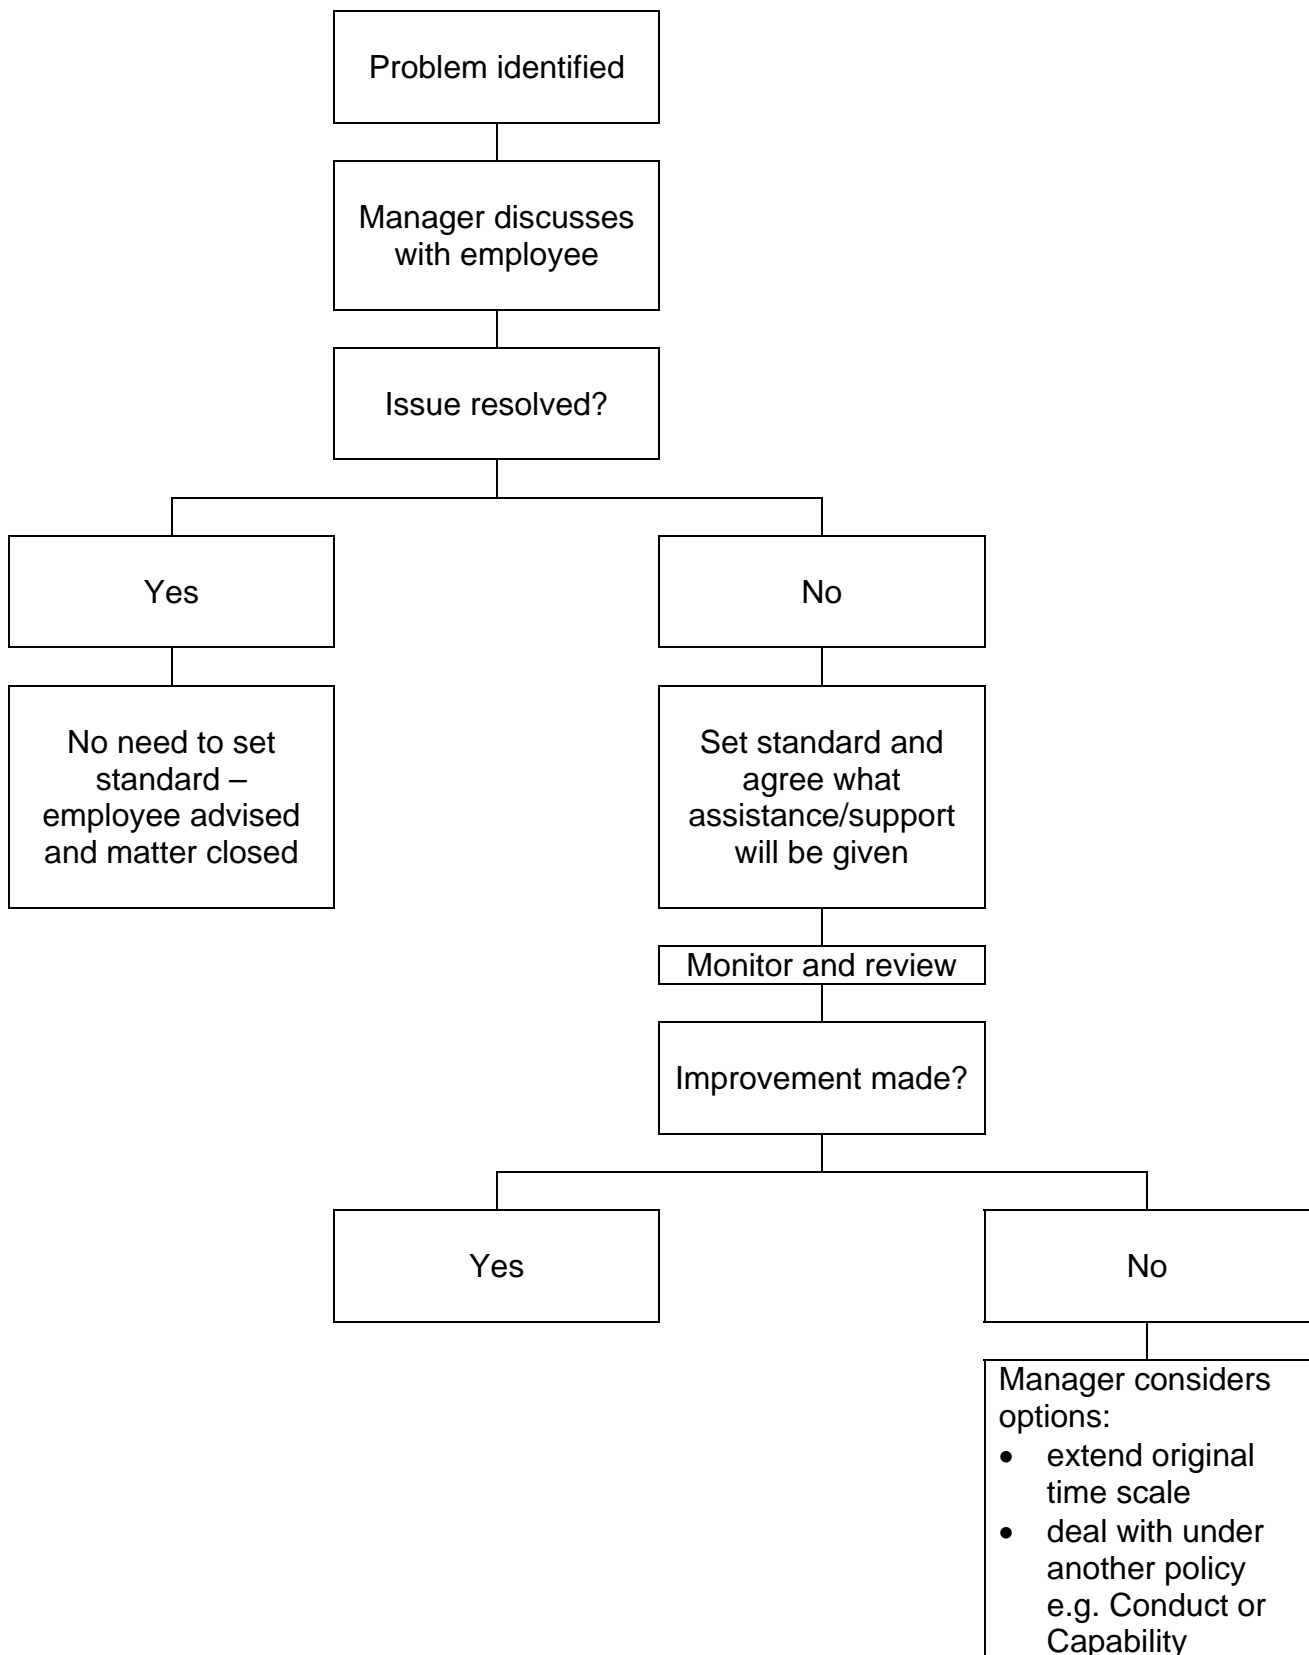 Problem identified
Manager discusses
with employee
Issue resolved?
Yes
No
No need to set
standard –
employee advised
and matter closed
Set standard and
agree what
assistance/support
will be given
Monitor and review
Improvement made?
Yes
No
Manager considers
options:
• extend original
time scale
• deal with under
another policy
e.g. Conduct or
Capability